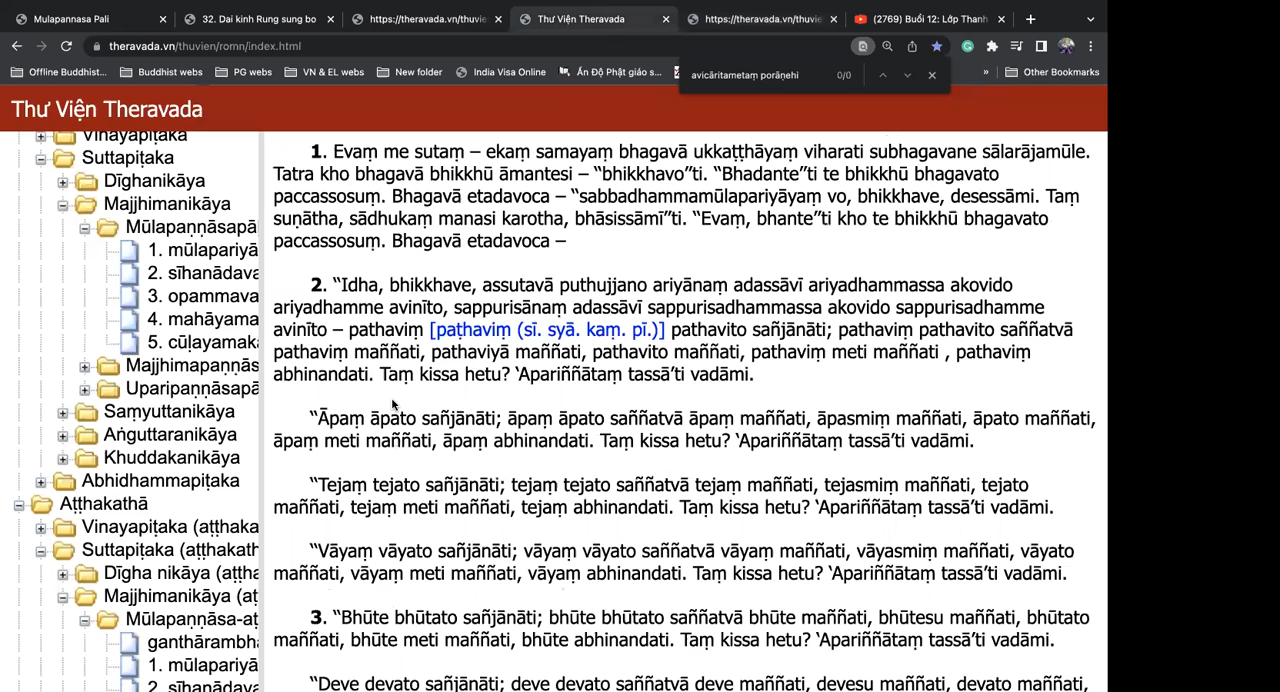 Mulapannasa Pali
32. Dai kinh Rung sung bo
https://theravada.vn/thuvien/
Thư Viện Theravada
https://theravada.vn/thuvien/
(2769) Buổi 12: Lớp Thanh
theravada.vn/thuvien/romn/index.html
Offline Buddhist...
Buddhist webs
PG webs
VN & EL webs
New folder
India Visa Online
Ấn Độ Phật giáo s...
»
Other Bookmarks
avicāritametaṃ porāṇehi
0/0
Thư Viện Theravada
Vinayapiṭaka
Suttapiṭaka
Dīghanikāya
Majjhimanikāya
Mūlapaṇṇāsapā
1. mūlapariyā
2. sīhanādava
3. opammava
4. mahāyama
5. cūḷayamak
Majjhimapaṇṇās
Uparipaṇṇāsapā
Saṃyuttanikāya
Aṅguttaranikāya
Khuddakanikāya
Abhidhammapiṭaka
Aṭṭhakathā
Vinayapiṭaka (aṭṭhaka
Suttapiṭaka (aṭṭhakath
Dīgha nikāya (aṭṭh
Majjhimanikāya (aṭ
Mūlapaṇṇāsa-aṭ
ganthārambha
1. mūlapariyā
2. sīhanādava
1. Evaṃ me sutaṃ – ekaṃ samayaṃ bhagavā ukkaṭṭhāyaṃ viharati subhagavane sālarājamūle.
Tatra kho bhagavā bhikkhū āmantesi – “bhikkhavo”ti. “Bhadante”ti te bhikkhū bhagavato
paccassosuṃ. Bhagavā etadavoca – “sabbadhammamūlapariyāyaṃ vo, bhikkhave, desessāmi. Taṃ
suṇātha, sādhukaṃ manasi karotha, bhāsissāmī”ti. “Evaṃ, bhante”ti kho te bhikkhū bhagavato
paccassosuṃ. Bhagavā etadavoca –
2. “Idha, bhikkhave, assutavā puthujjano ariyānaṃ adassāvī ariyadhammassa akovido
ariyadhamme avinīto, sappurisānaṃ adassāvī sappurisadhammassa akovido sappurisadhamme
avinīto – pathaviṃ [paṭhaviṃ (sī. syā. kaṃ. pī.)] pathavito sañjānāti; pathaviṃ pathavito saññatvā
pathaviṃ maññati, pathaviyā maññati, pathavito maññati, pathaviṃ meti maññati , pathaviṃ
abhinandati. Taṃ kissa hetu? ‘Apariññātaṃ tassā’ti vadāmi.
“Āpaṃ āpato sañjānāti; āpaṃ āpato saññatvā āpaṃ maññati, āpasmiṃ maññati, āpato maññati,
āpaṃ meti maññati, āpaṃ abhinandati. Taṃ kissa hetu? ‘Apariññātaṃ tassā’ti vadāmi.
“Tejaṃ tejato sañjānāti; tejaṃ tejato saññatvā tejaṃ maññati, tejasmiṃ maññati, tejato
maññati, tejaṃ meti maññati, tejaṃ abhinandati. Taṃ kissa hetu? ‘Apariññātaṃ tassā’ti vadāmi.
“Vāyaṃ vāyato sañjānāti; vāyaṃ vāyato saññatvā vāyaṃ maññati, vāyasmiṃ maññati, vāyato
maññati, vāyaṃ meti maññati, vāyaṃ abhinandati. Taṃ kissa hetu? ‘Apariññātaṃ tassā’ti vadāmi.
3. “Bhūte bhūtato sañjānāti; bhūte bhūtato saññatvā bhūte maññati, bhūtesu maññati, bhūtato
maññati, bhūte meti maññati, bhūte abhinandati. Taṃ kissa hetu? ‘Apariññātaṃ tassā’ti vadāmi.
“Deve devato sañjānāti; deve devato saññatvā deve maññati, devesu maññati, devato maññati,